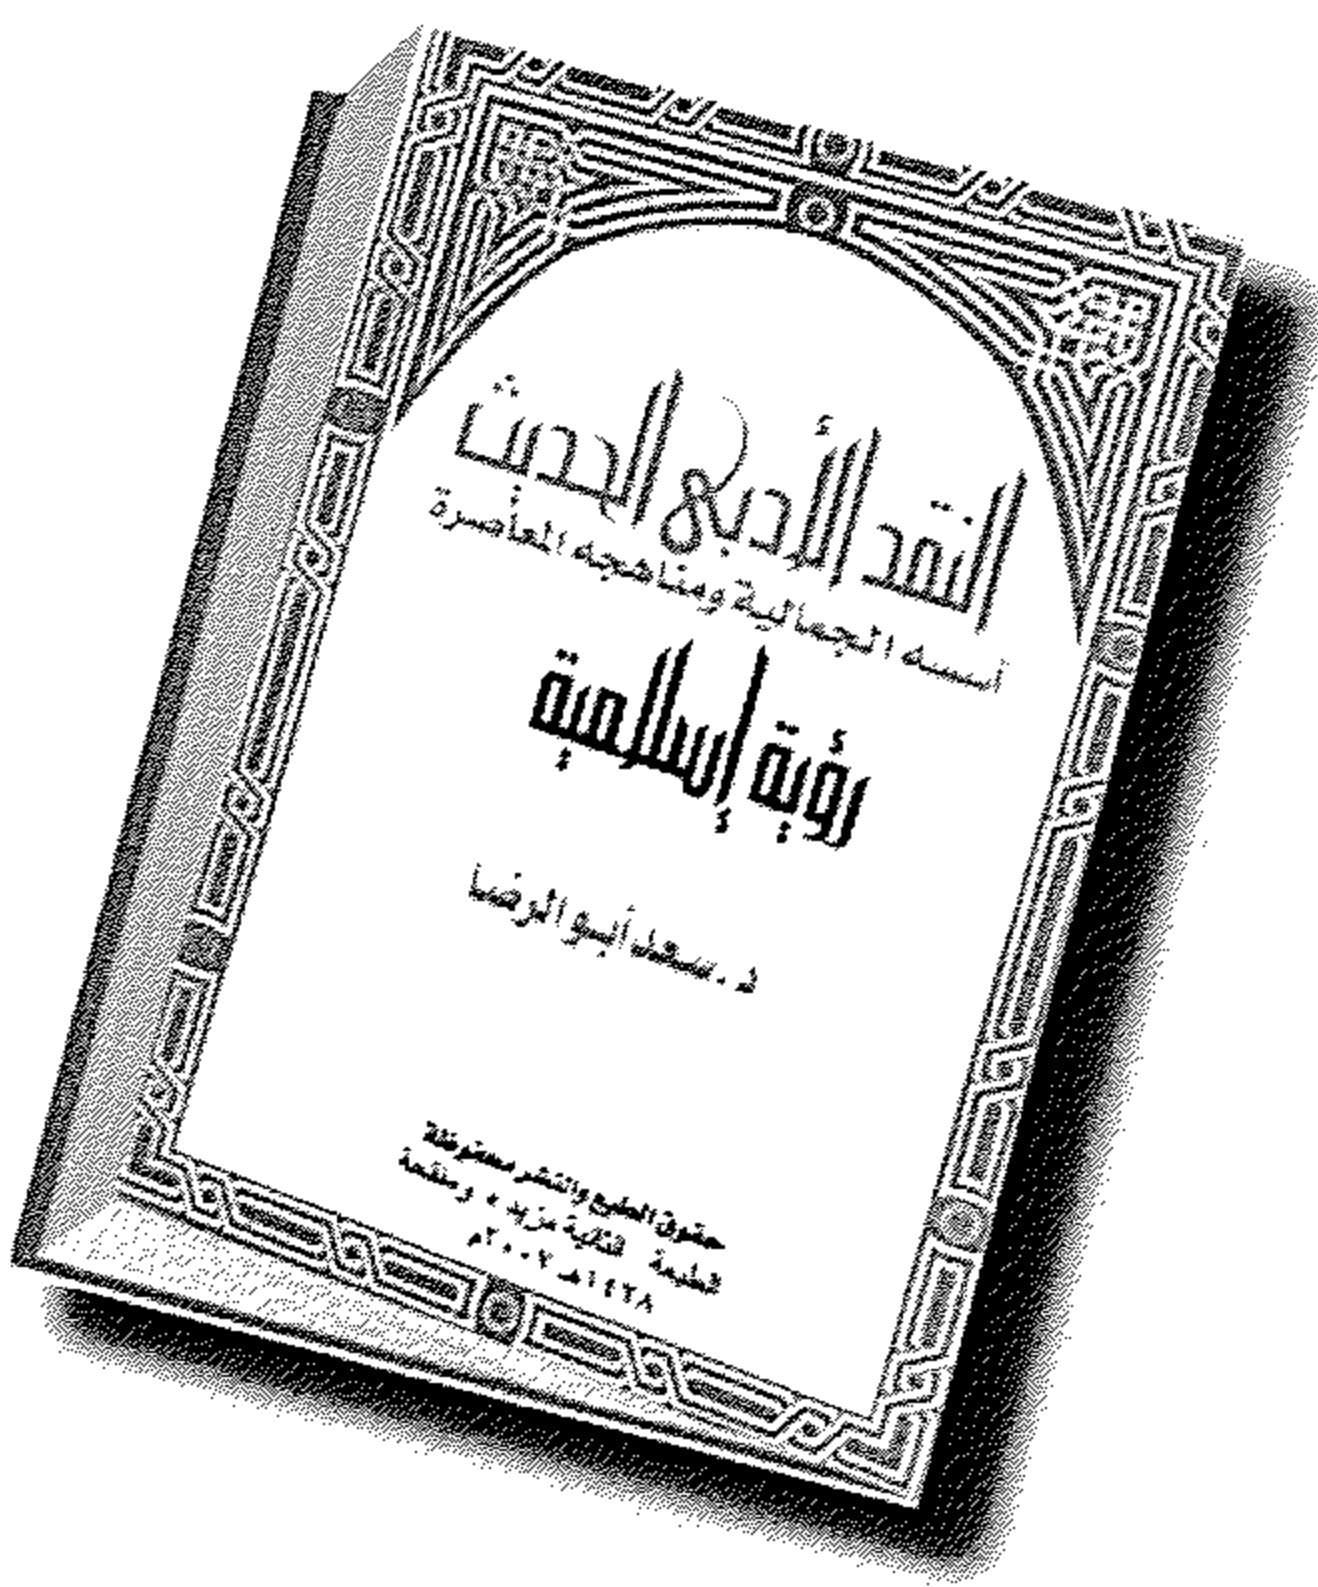 النقد الأدبى الحديث
أسسه الجمالية ومناهجه المعاصرة
رؤية إسلامية
د. سعد أبو الرضا
حقوق الطبع والنشر محفوظة
الطبعة الثانية مزيدة ومنقحة
١٤٢٨هـ ٢٠٠٧م